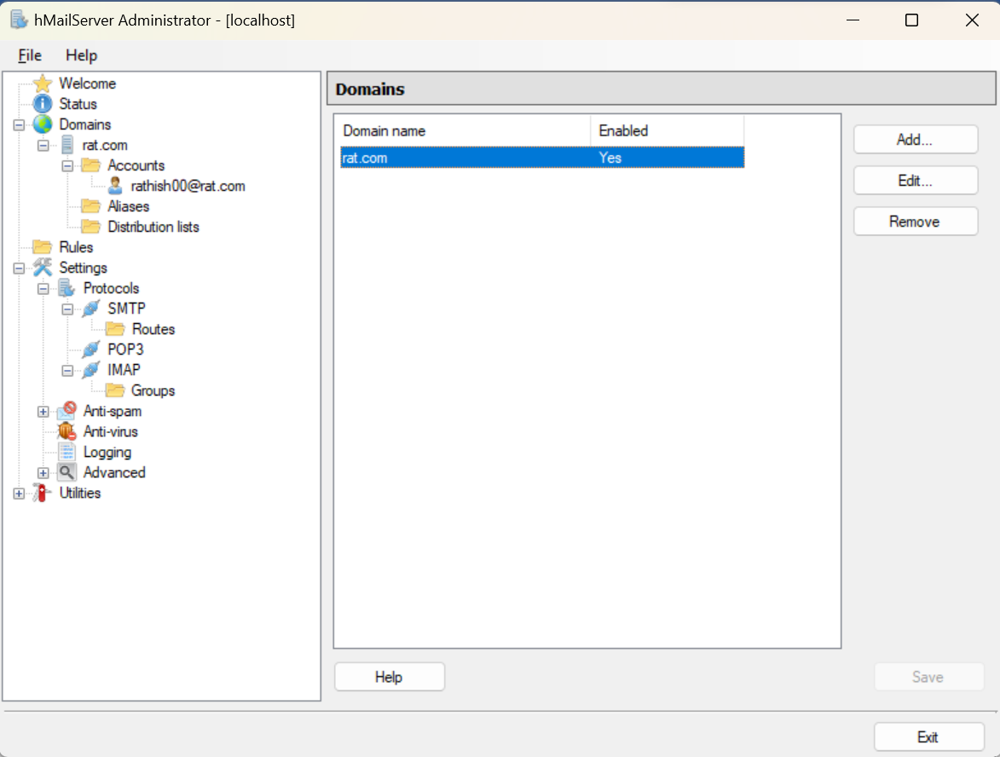 hMailServer Administrator - [localhost]
File Help
Welcome
Status
Domains
rat.com
Accounts
rathish00@rat.com
Aliases
Distribution lists
Rules
Settings
Protocols
SMTP
Routes
POP3
IMAP
Groups
Anti-spam
Anti-virus
Logging
Advanced
Utilities
Domains
Domain name Enabled
rat.com Yes
Add...
Edit...
Remove
Help
Save
Exit